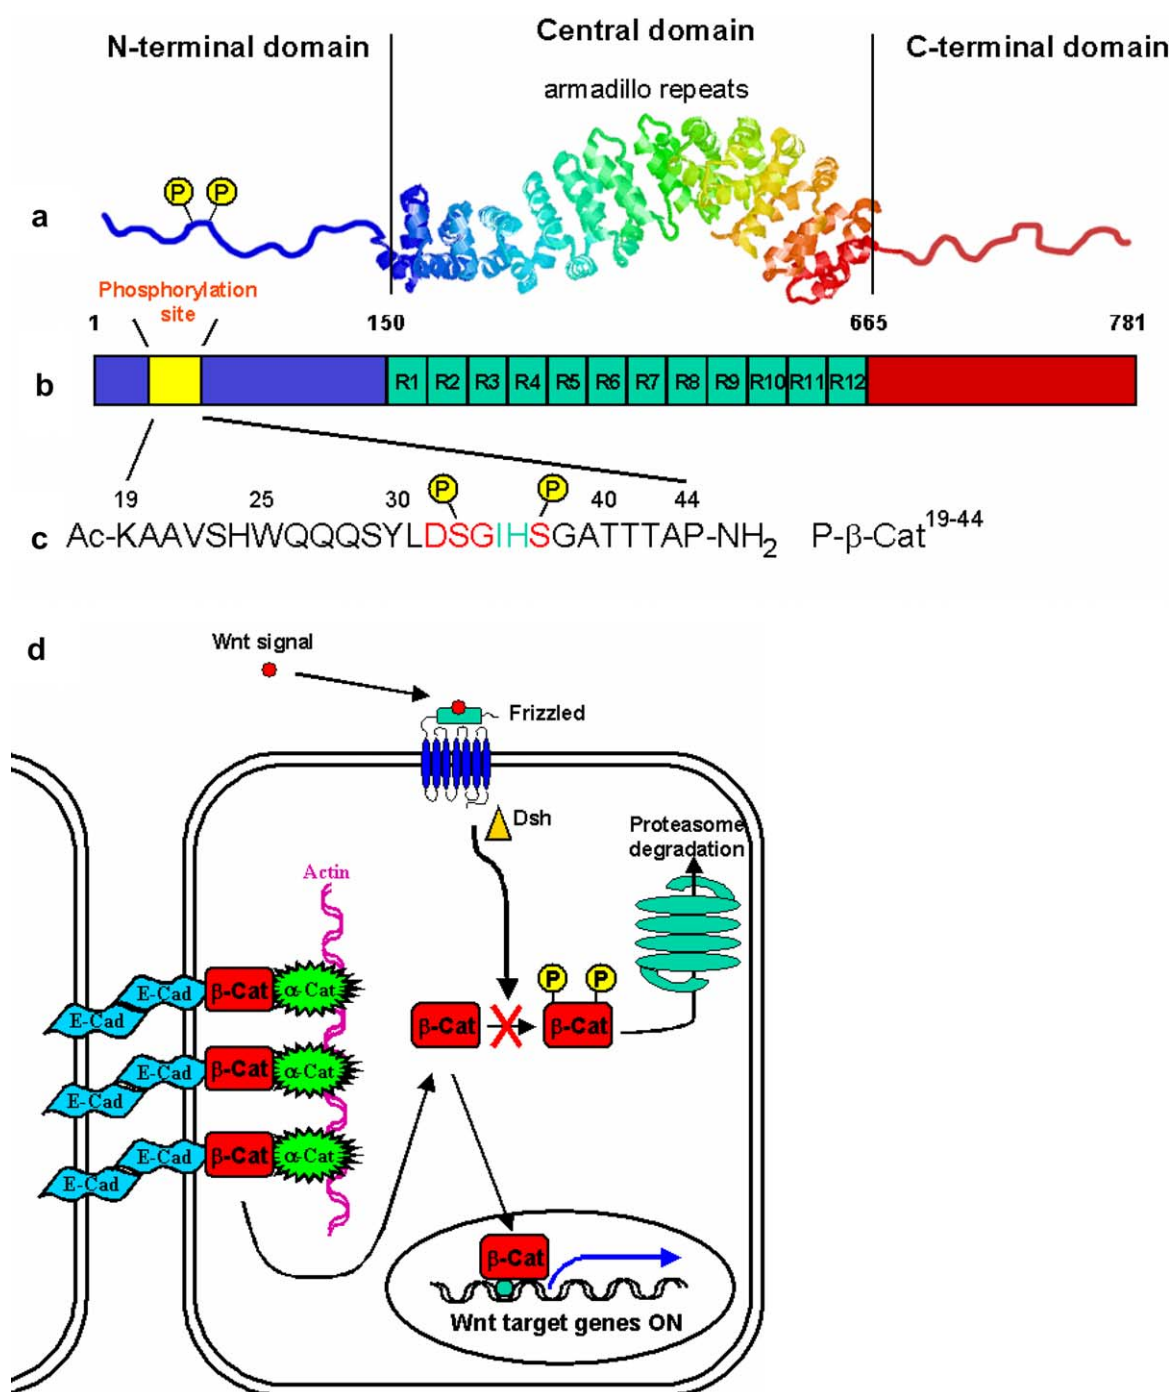 N-terminal domain
Central domain
C-terminal domain
armadillo repeats
a
P P
Phosphorylation
site
1 150 665 781
b
R1 R2 R3 R4 R5 R6 R7 R8 R9 R10 R11 R12
19 25 30 P P 40 44
c Ac-KAAVSHWQQQSYLDSGIHSGATTTAP-NH2 P-β-Cat19-44
d
Wnt signal
Frizzled
Dsh
Proteasome
degradation
Actin
P P
E-Cad E-Cad β-Cat α-Cat
E-Cad E-Cad β-Cat α-Cat
E-Cad E-Cad β-Cat α-Cat
β-Cat β-Cat
β-Cat
Wnt target genes ON